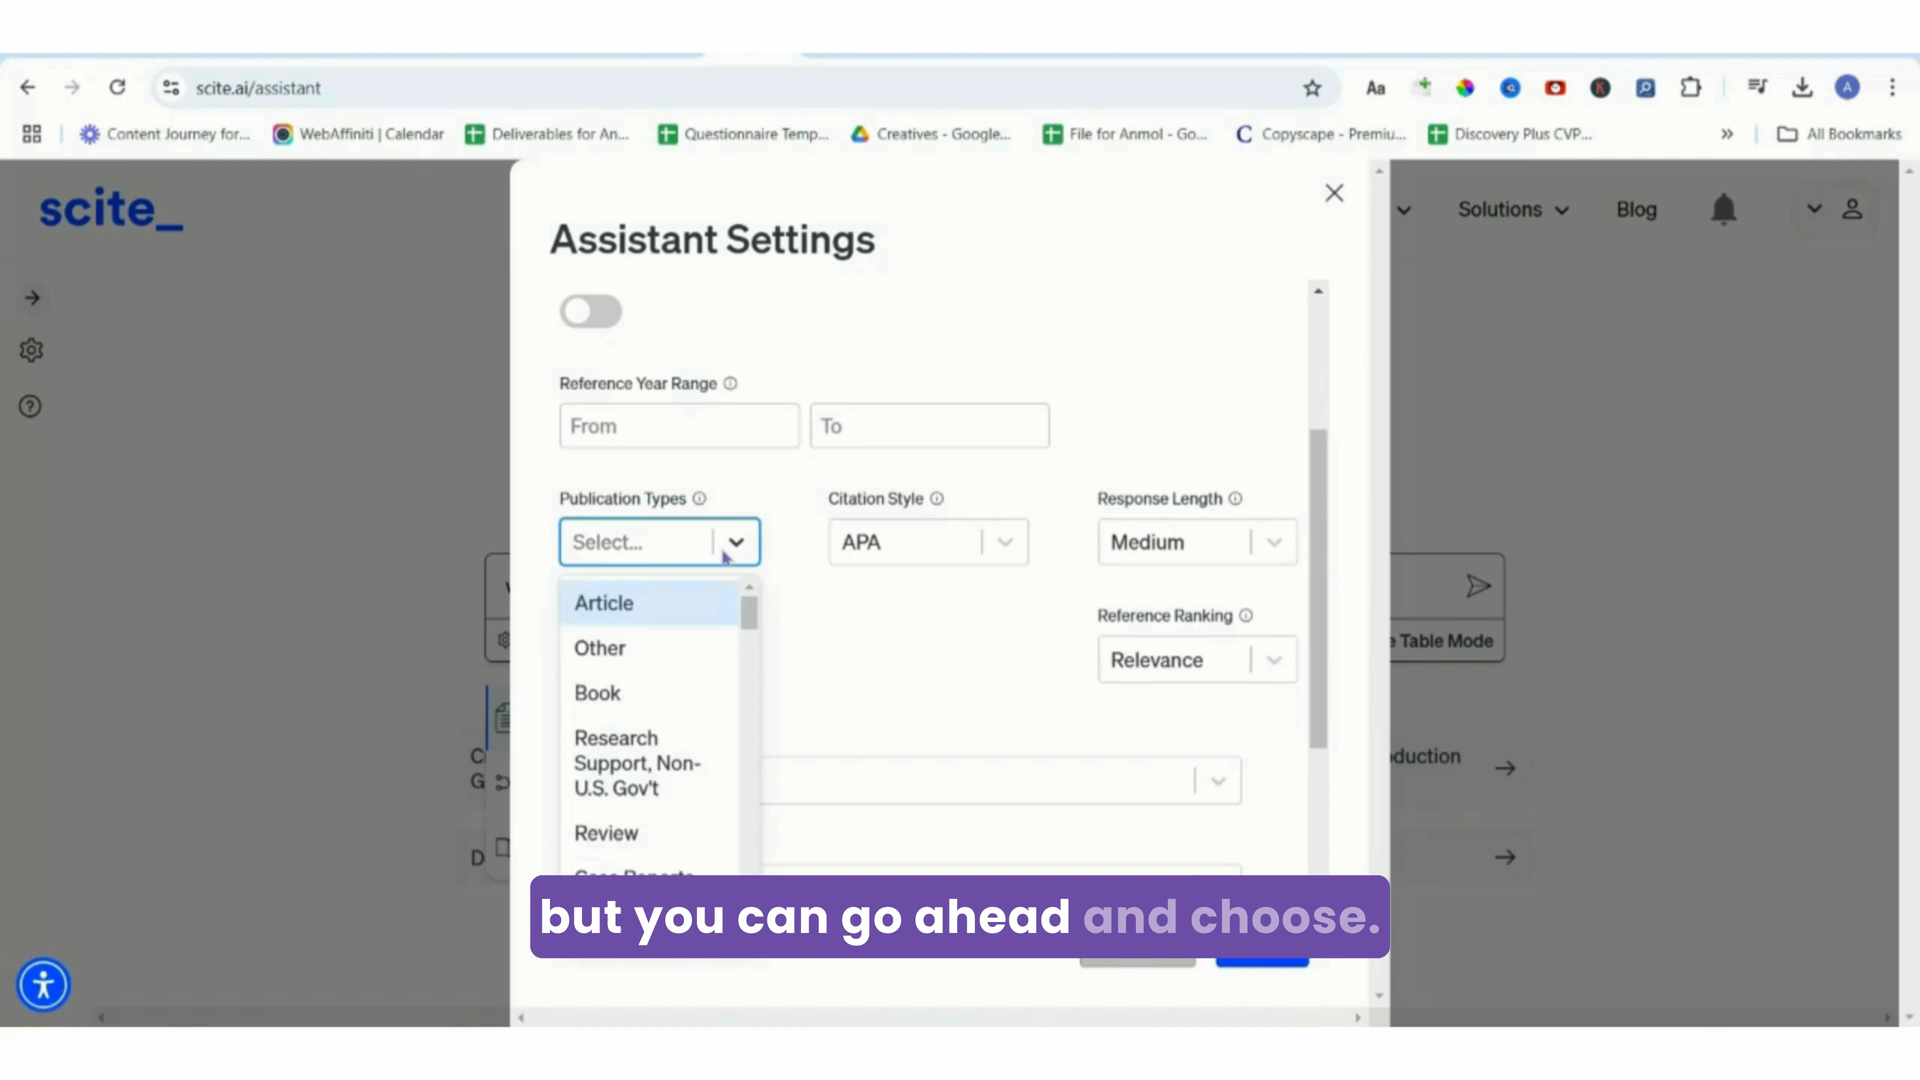 scite.ai/assistant
Aa
A
Content Journey for...
WebAffiniti | Calendar
Deliverables for An...
Questionnaire Temp...
Creatives - Google...
File for Anmol - Go...
Copyscape - Premiu...
Discovery Plus CVP...
All Bookmarks
scite_
Solutions
Blog
Assistant Settings
Reference Year Range
From
To
Publication Types
Citation Style
Response Length
Select...
APA
Medium
Article
Reference Ranking
Other
Relevance
Table Mode
Book
Research
Support, Non-
U.S. Gov't
duction
C
G
Review
D
Case Reports
but you can go ahead and choose.